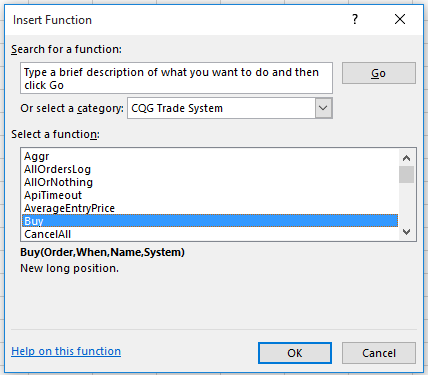 Insert Function
Search for a function:
Type a brief description of what you want to do and then
click Go
Go
Or select a category: CQG Trade System
Select a function:
Aggr
AllOrdersLog
AllOrNothing
ApiTimeout
AverageEntryPrice
Buy
CancelAll
Buy(Order,When,Name,System)
New long position.
Help on this function
OK
Cancel